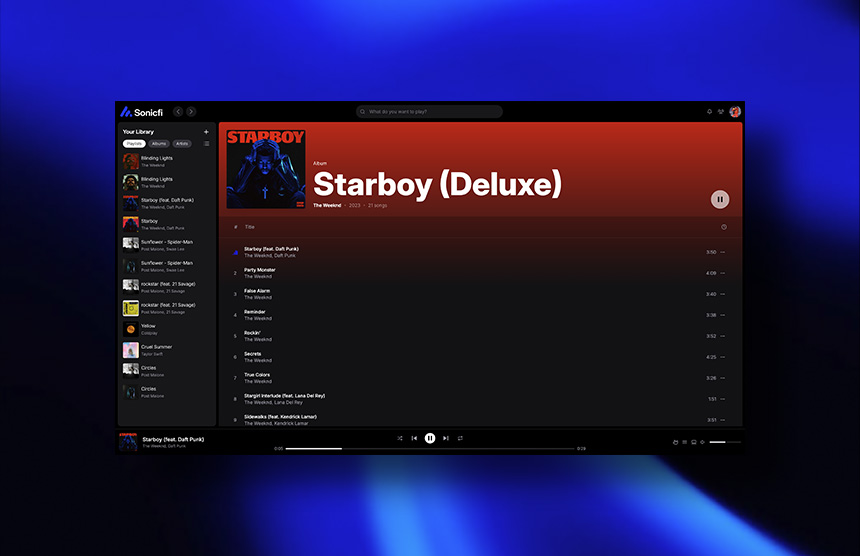 Sonicfi
What do you want to play?
Your Library
+
Playlists Albums Artists
Blinding Lights
The Weeknd
Blinding Lights
The Weeknd
Starboy (feat. Daft Punk)
The Weeknd, Daft Punk
Starboy
The Weeknd, Daft Punk
Sunflower - Spider-Man
Post Malone, Swae Lee
Sunflower - Spider-Man
Post Malone, Swae Lee
rockstar (feat. 21 Savage)
Post Malone, 21 Savage
rockstar (feat. 21 Savage)
Post Malone, 21 Savage
Yellow
Coldplay
Cruel Summer
Taylor Swift
Circles
Post Malone
Circles
Post Malone
STARBOY
Album
Starboy (Deluxe)
The Weeknd • 2023 • 21 songs
# Title
Starboy (feat. Daft Punk) 3:50
The Weeknd, Daft Punk
2 Party Monster 4:09
The Weeknd
3 False Alarm 3:40
The Weeknd
4 Reminder 3:38
The Weeknd
5 Rockin' 3:52
The Weeknd
6 Secrets 4:25
The Weeknd
7 True Colors 3:26
The Weeknd
8 Stargirl Interlude (feat. Lana Del Rey) 1:51
The Weeknd, Lana Del Rey
9 Sidewalks (feat. Kendrick Lamar) 3:51
The Weeknd, Kendrick Lamar
Starboy (feat. Daft Punk)
The Weeknd, Daft Punk
0:05 0:28